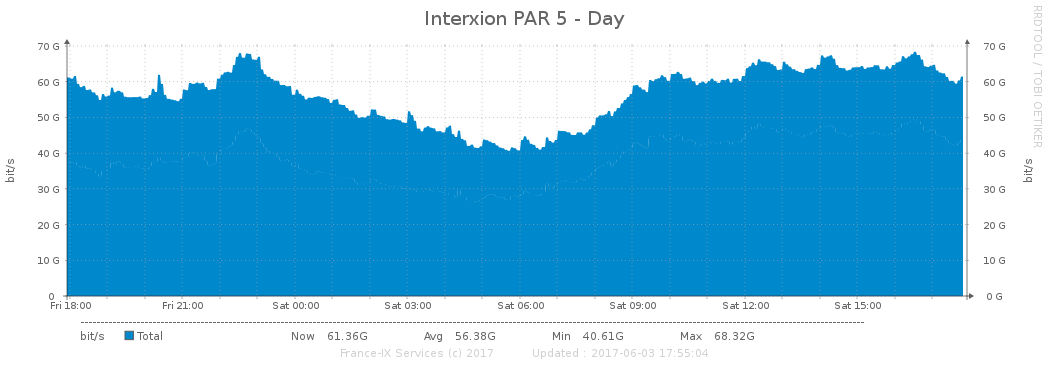 Interxion PAR 5 - Day
RRDTOOL / TOBI OETIKER
bit/s
bit/s
70 G 70 G
60 G 60 G
50 G 50 G
40 G 40 G
30 G 30 G
20 G 20 G
10 G 10 G
0 0 G
Fri 18:00 Fri 21:00 Sat 00:00 Sat 03:00 Sat 06:00 Sat 09:00 Sat 12:00 Sat 15:00
bit/s Total Now 61.36G Avg 56.38G Min 40.61G Max 68.32G
France-IX Services (c) 2017 Updated : 2017-06-03 17:55:04